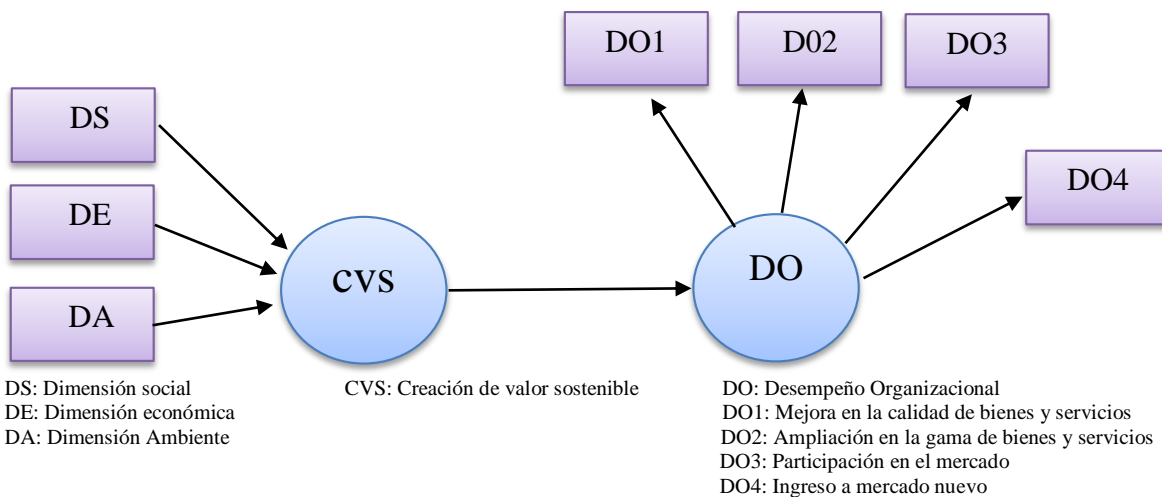 DO1
D02
DO3
DO4
DS
DE
DA
CVS
DO
DS: Dimensión social
DE: Dimensión económica
DA: Dimensión Ambiente
CVS: Creación de valor sostenible
DO: Desempeño Organizacional
DO1: Mejora en la calidad de bienes y servicios
DO2: Ampliación en la gama de bienes y servicios
DO3: Participación en el mercado
DO4: Ingreso a mercado nuevo